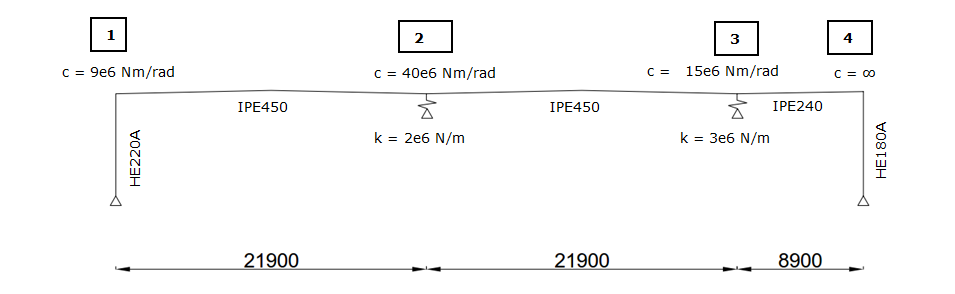 1
2
3
4
c = 9e6 Nm/rad
c = 40e6 Nm/rad
c = 15e6 Nm/rad
c = ∞
IPE450
IPE450
IPE240
k = 2e6 N/m
k = 3e6 N/m
HE220A
HE180A
21900
21900
8900